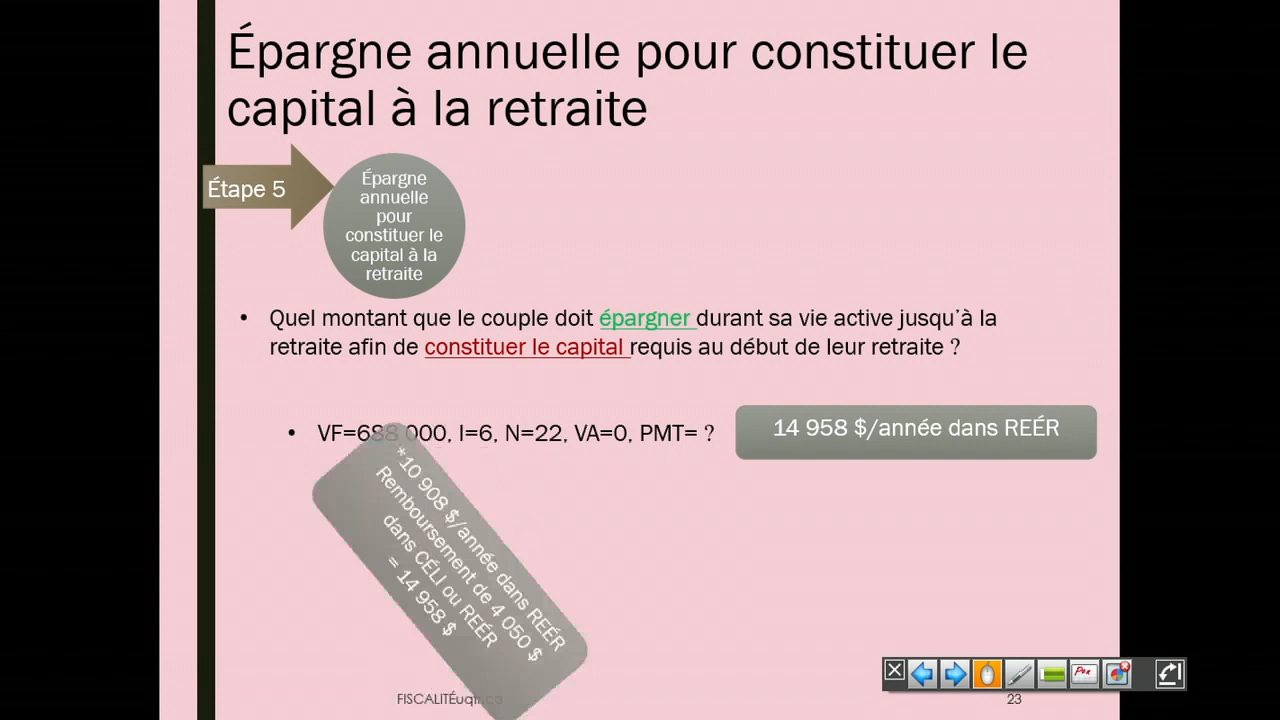 Épargne annuelle pour constituer le
capital à la retraite
Étape 5
Épargne
annuelle
pour
constituer le
capital à la
retraite
• Quel montant que le couple doit épargner durant sa vie active jusqu'à la
retraite afin de constituer le capital requis au début de leur retraite ?
• VF=688 000, I=6, N=22, VA=0, PMT= ?
14 958 $/année dans REÉR
*10 908 $/année dans REÉR
Remboursement de 4 050 $
dans CÉLI ou REÉR
= 14 958 $
FISCALITÉuqtr.ca
23